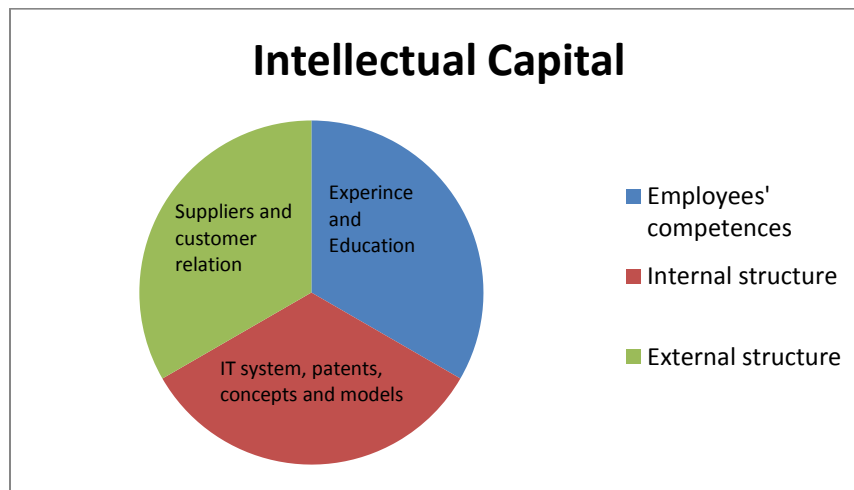 Intellectual Capital
Experince
and
Education
Suppliers and
customer
relation
IT system, patents,
concepts and models
Employees'
competences
Internal structure
External structure